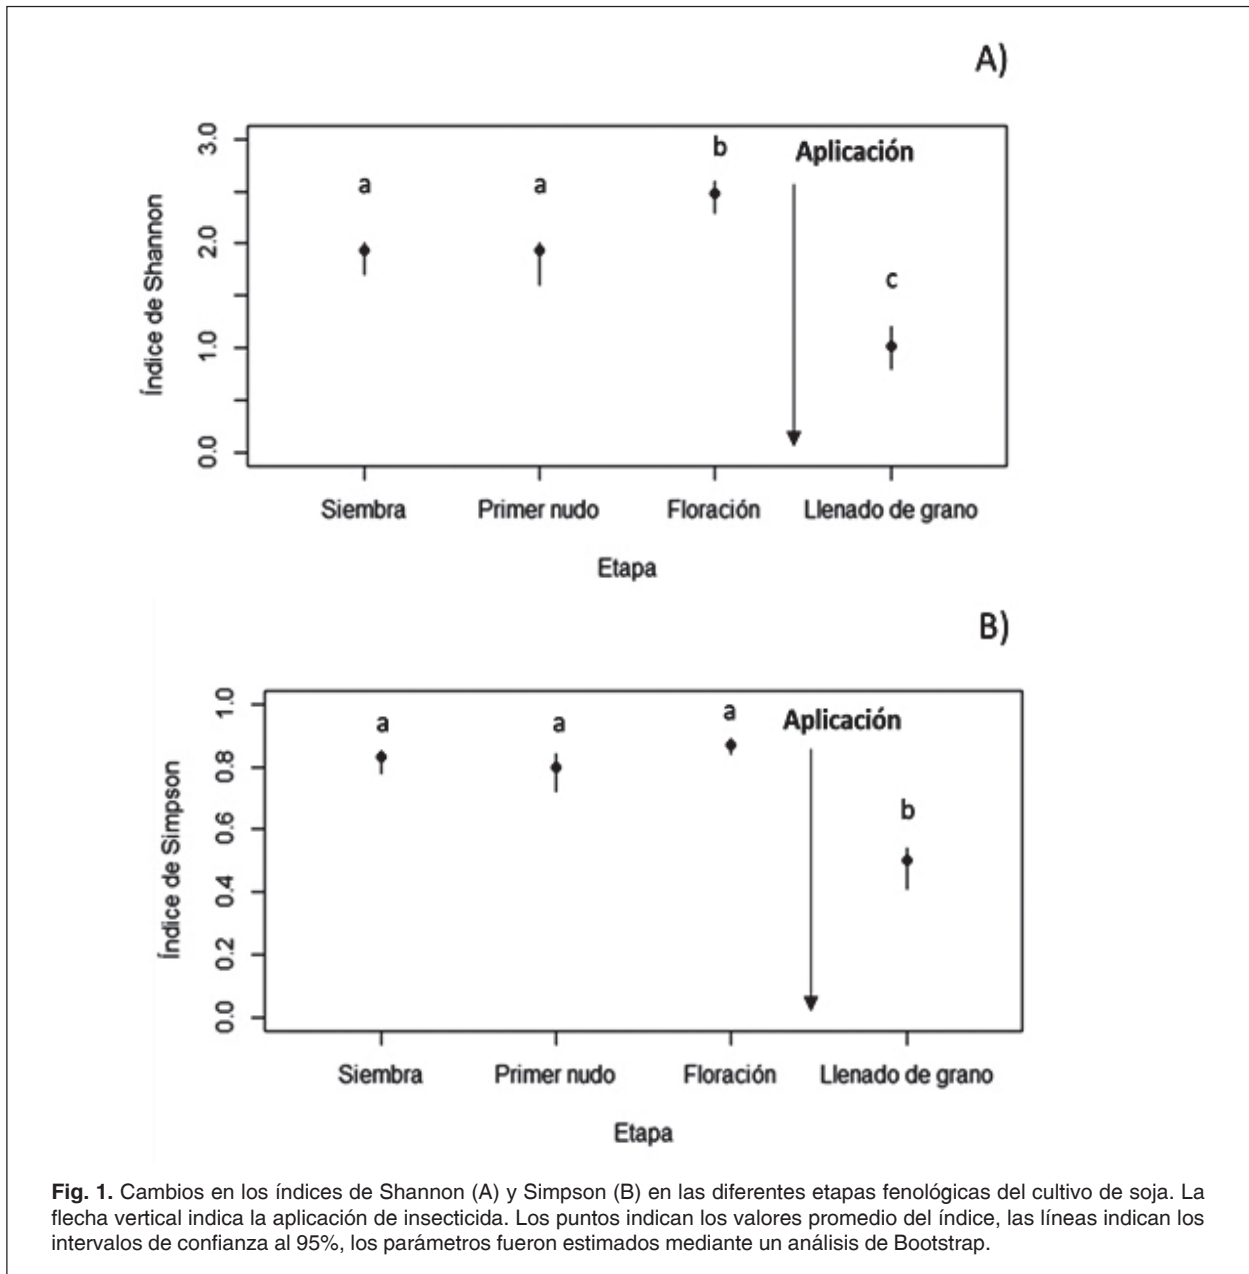 A)
3.0
2.0
1.0
0.0
Índice de Shannon
a
a
b
Aplicación
c
Siembra
Primer nudo
Floración
Llenado de grano
Etapa
B)
1.0
0.8
0.6
0.4
0.2
0.0
Índice de Simpson
a
a
a
Aplicación
b
Siembra
Primer nudo
Floración
Llenado de grano
Etapa
Fig. 1. Cambios en los índices de Shannon (A) y Simpson (B) en las diferentes etapas fenológicas del cultivo de soja. La
flecha vertical indica la aplicación de insecticida. Los puntos indican los valores promedio del índice, las líneas indican los
intervalos de confianza al 95%, los parámetros fueron estimados mediante un análisis de Bootstrap.